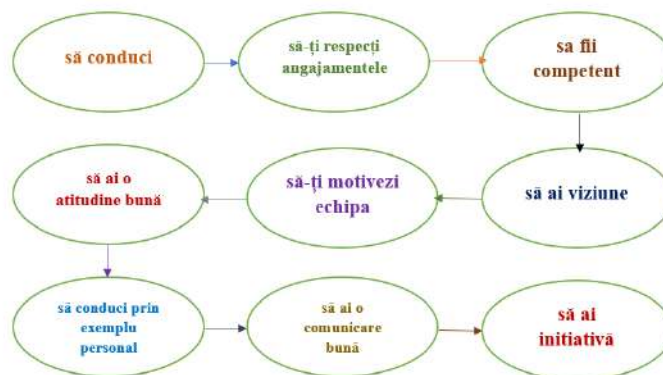 să conduci
să-ți respecți
angajamentele
sa fii
competent
să ai viziune
să-ți motivezi
echipa
să ai o
atitudine bună
să conduci prin
exemplu
personal
să ai o
comunicare
bună
să ai
initiativă